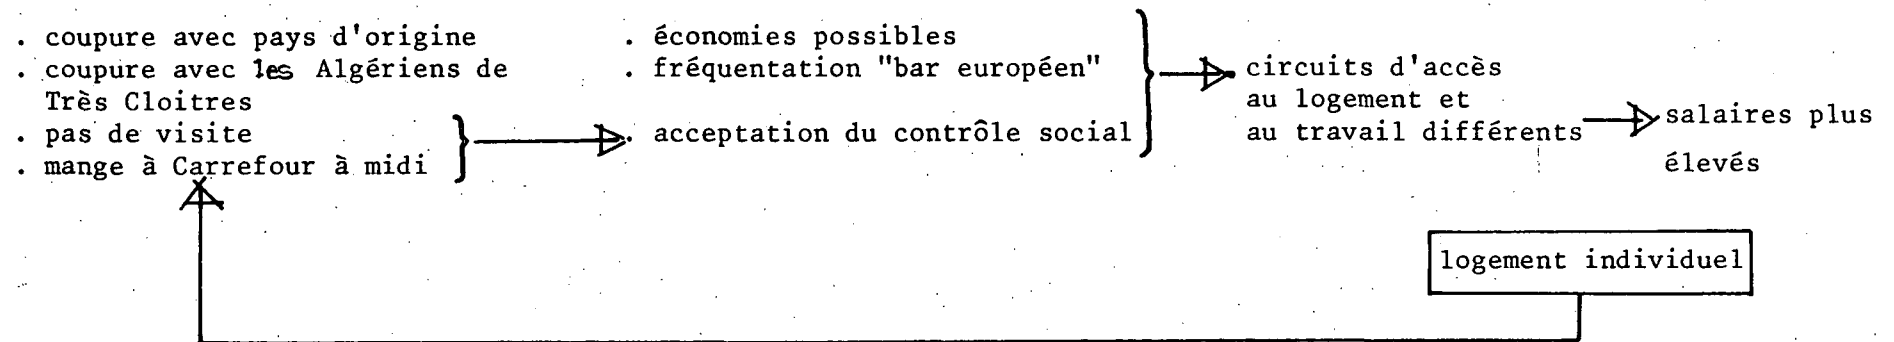 . coupure avec pays d'origine
. coupure avec les Algériens de
Très Cloitres
. pas de visite
. mange à Carrefour à midi
. économies possibles
. fréquentation "bar européen"
. acceptation du contrôle social
circuits d'accès
au logement et
au travail différents
salaires plus
élevés
logement individuel